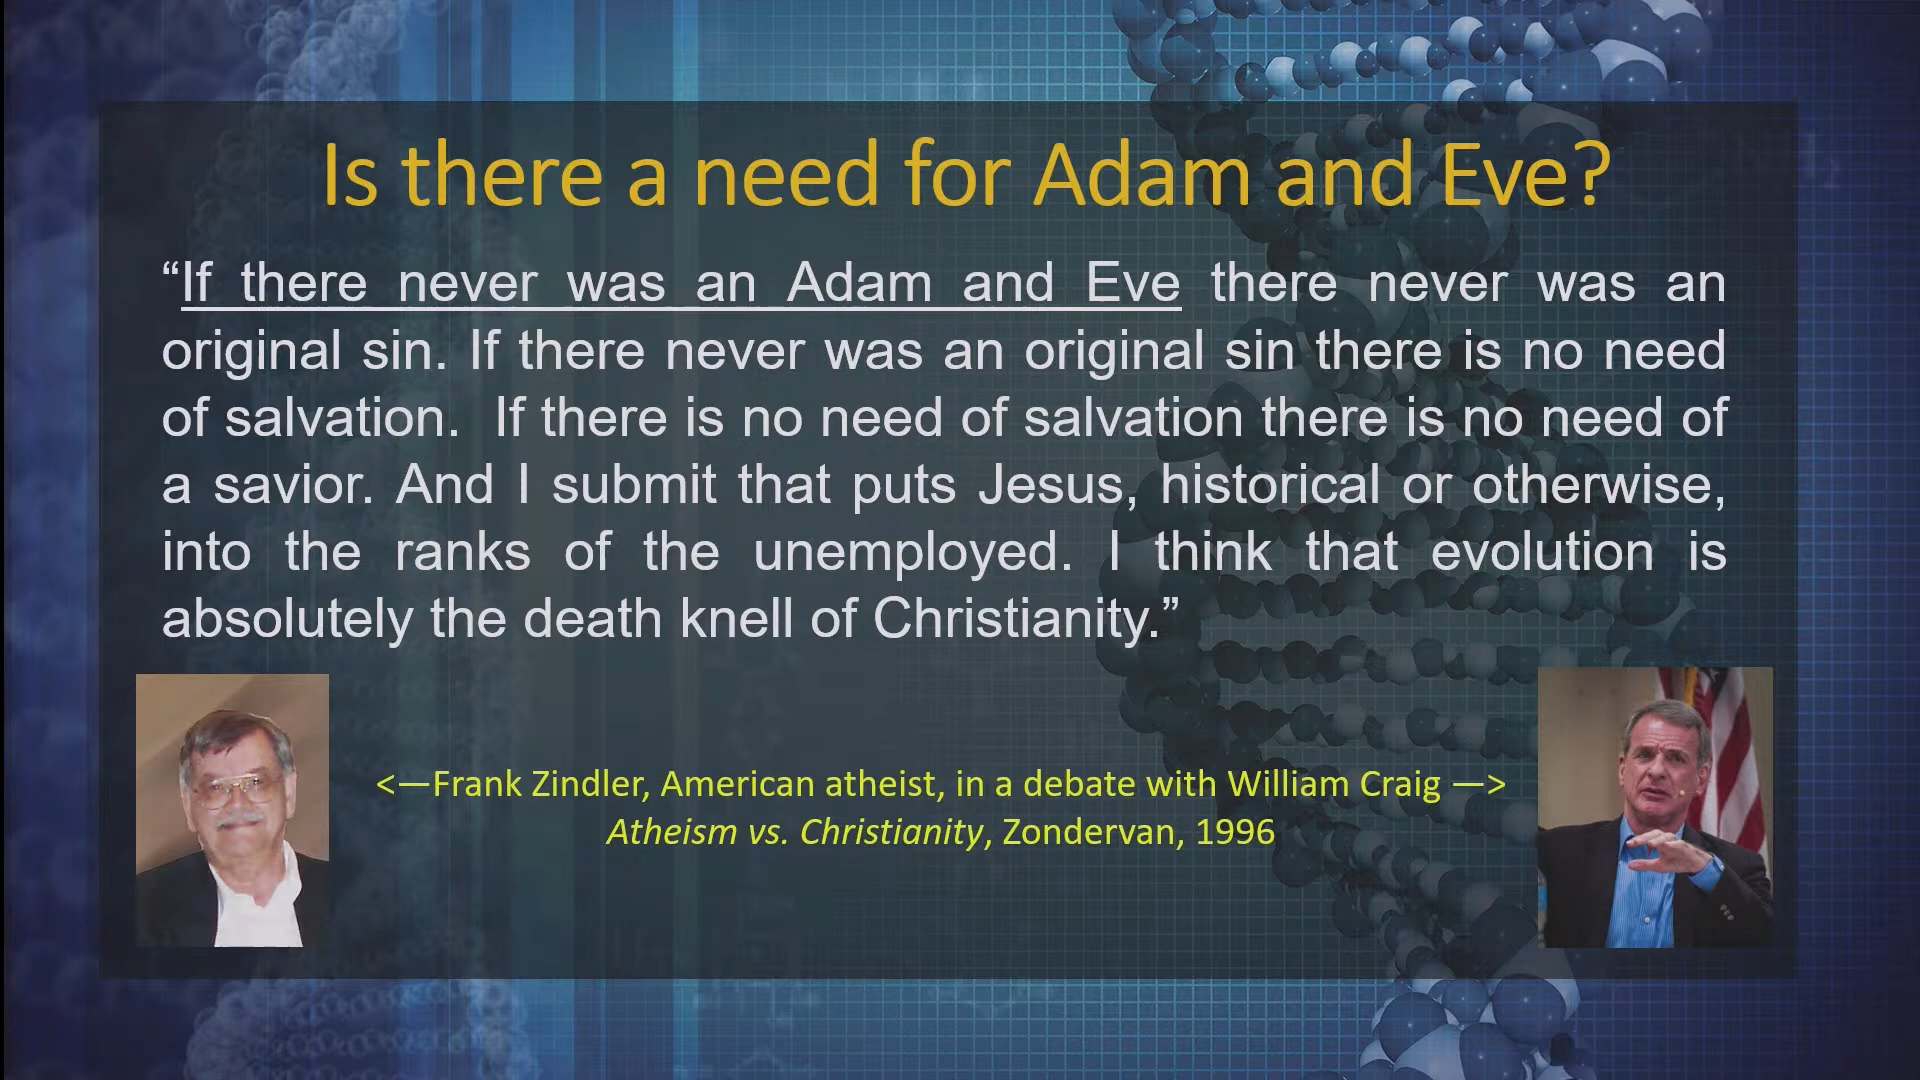 Is there a need for Adam and Eve?
“If there never was an Adam and Eve there never was an
original sin. If there never was an original sin there is no need
of salvation.  If there is no need of salvation there is no need of
a savior. And I submit that puts Jesus, historical or otherwise,
into the ranks of the unemployed. I think that evolution is
absolutely the death knell of Christianity.”
<—Frank Zindler, American atheist, in a debate with William Craig —>
Atheism vs. Christianity, Zondervan, 1996